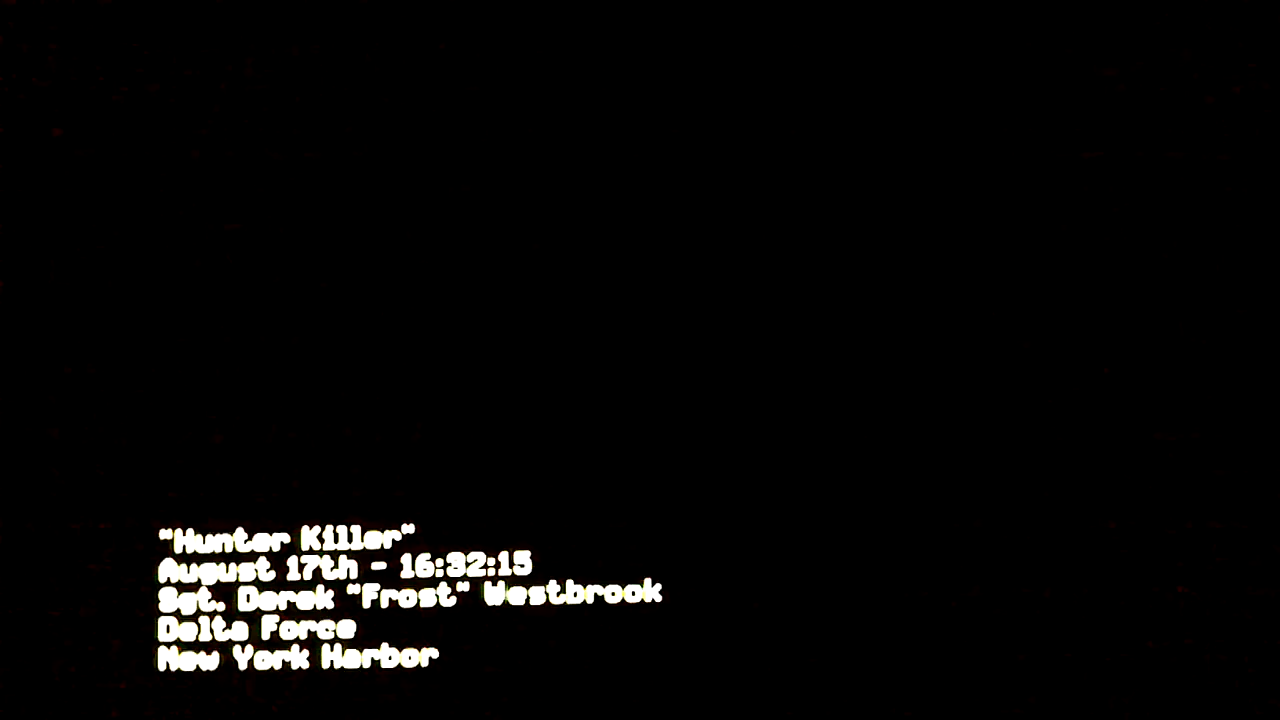 "Hunter Killer"
August 17th - 16:32:15
Sgt. Derek "Frost" Westbrook
Delta Force
New York Harbor